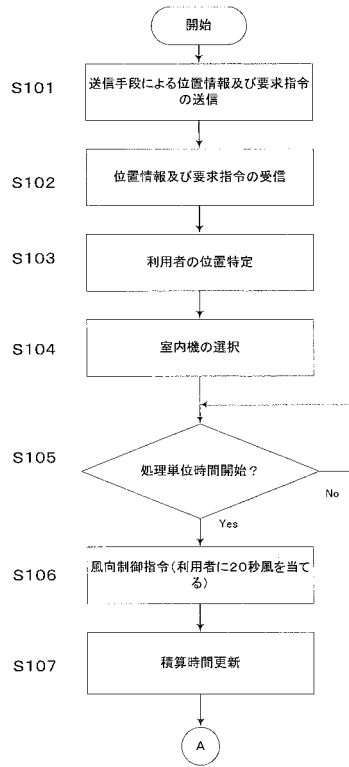 開始
S101
送信手段による位置情報及び要求指令
の送信
S102
位置情報及び要求指令の受信
S103
利用者の位置特定
S104
室内機の選択
S105
処理単位時間開始?
No
Yes
S106
風向制御指令(利用者に20秒風を当て
る)
S107
積算時間更新
A